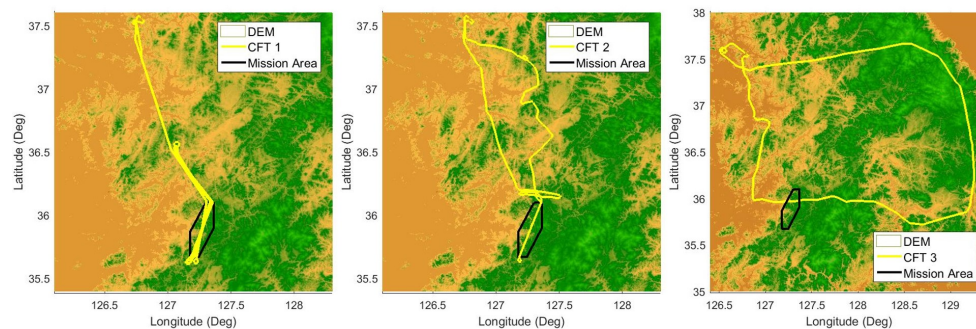 37.5
37
36.5
36
35.5
Latitude (Deg)
126.5
127
127.5
128
Longitude (Deg)
DEM
CFT 1
Mission Area
37.5
37
36.5
36
35.5
Latitude (Deg)
126.5
127
127.5
128
Longitude (Deg)
DEM
CFT 2
Mission Area
38
37.5
37
36.5
36
35.5
35
Latitude (Deg)
126.5
127
127.5
128
128.5
129
Longitude (Deg)
DEM
CFT 3
Mission Area